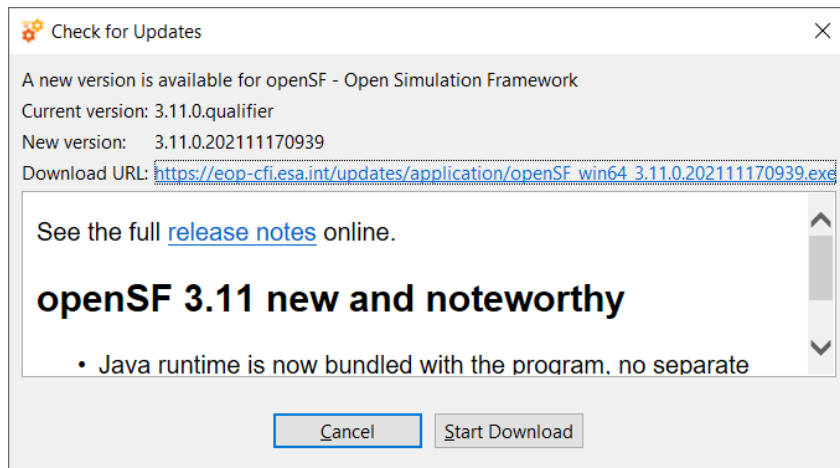 Check for Updates
A new version is available for openSF - Open Simulation Framework
Current version: 3.11.0.qualifier
New version: 3.11.0.202111170939
Download URL: https://eop-cfi.esa.int/updates/application/openSF_win64_3.11.0.202111170939.exe
See the full release notes online.
openSF 3.11 new and noteworthy
• Java runtime is now bundled with the program, no separate
Cancel Start Download